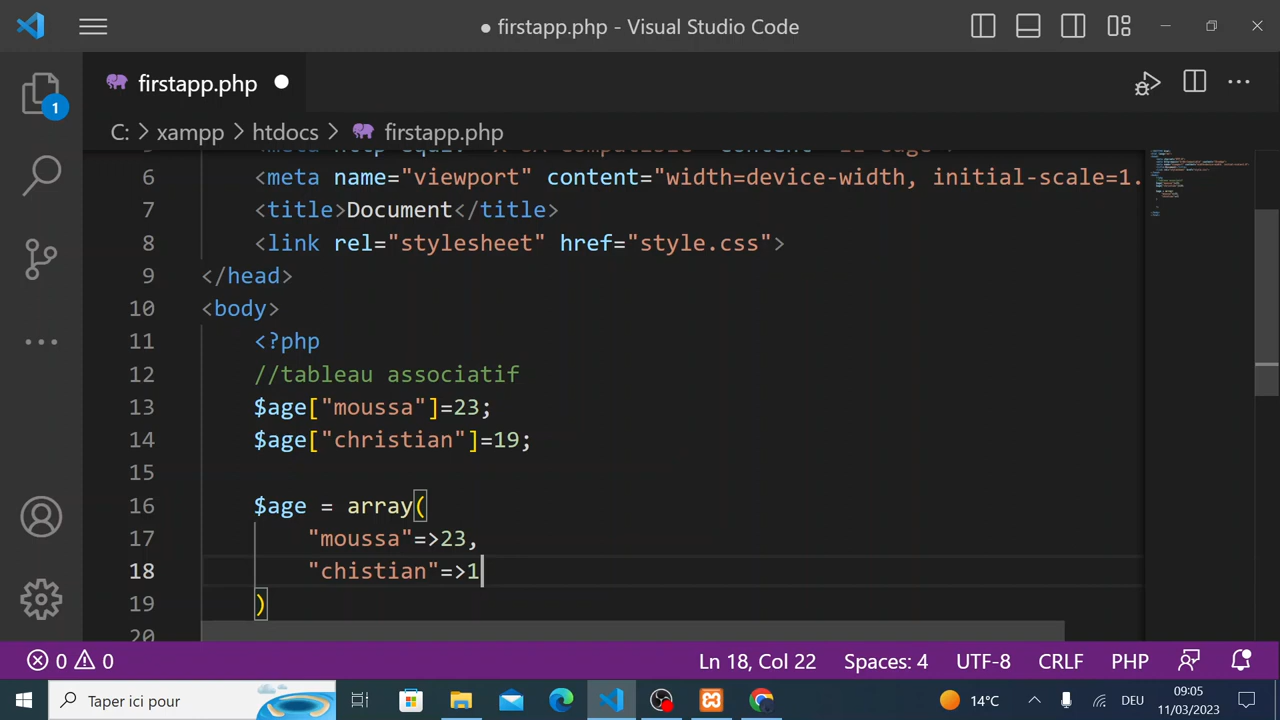 ● firstapp.php - Visual Studio Code
firstapp.php ●
1
C: > xampp > htdocs > firstapp.php
6 <meta name="viewport" content="width=device-width, initial-scale=1.
7 <title>Document</title>
8 <link rel="stylesheet" href="style.css">
9 </head>
10 <body>
11 <?php
12 //tableau associatif
13 $age["moussa"]=23;
14 $age["christian"]=19;
15
16 $age = array(
17 "moussa"=>23,
18 "chistian"=>1
19 )
20
0 0 Ln 18, Col 22 Spaces: 4 UTF-8 CRLF PHP
Taper ici pour 14°C DEU 09:05
11/03/2023